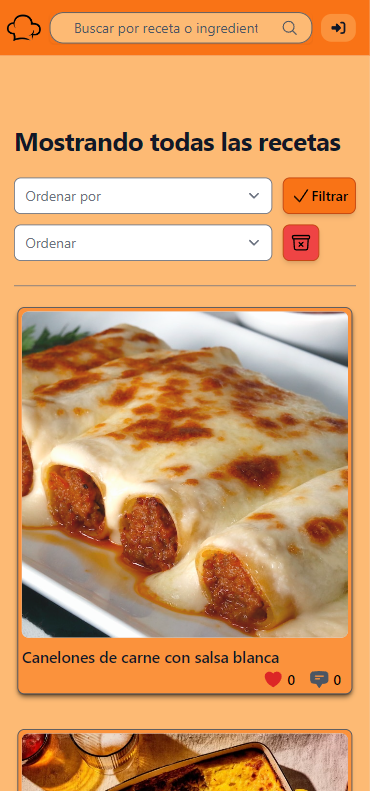 Buscar por receta o ingredient
Mostrando todas las recetas
Ordenar por
Filtrar
Ordenar
Canelones de carne con salsa blanca
0 0